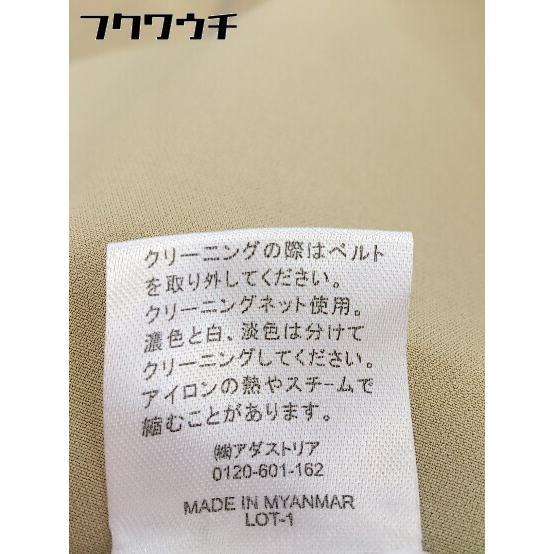 フクワウチ
クリーニングの際はベルト
を取り外してください。
クリーニングネット使用。
濃色と白、淡色は分けて
クリーニングしてください。
アイロンの熱やスチームで
縮むことがあります。
㈱アダストリア
0120-601-162
MADE IN MYANMAR
LOT-1